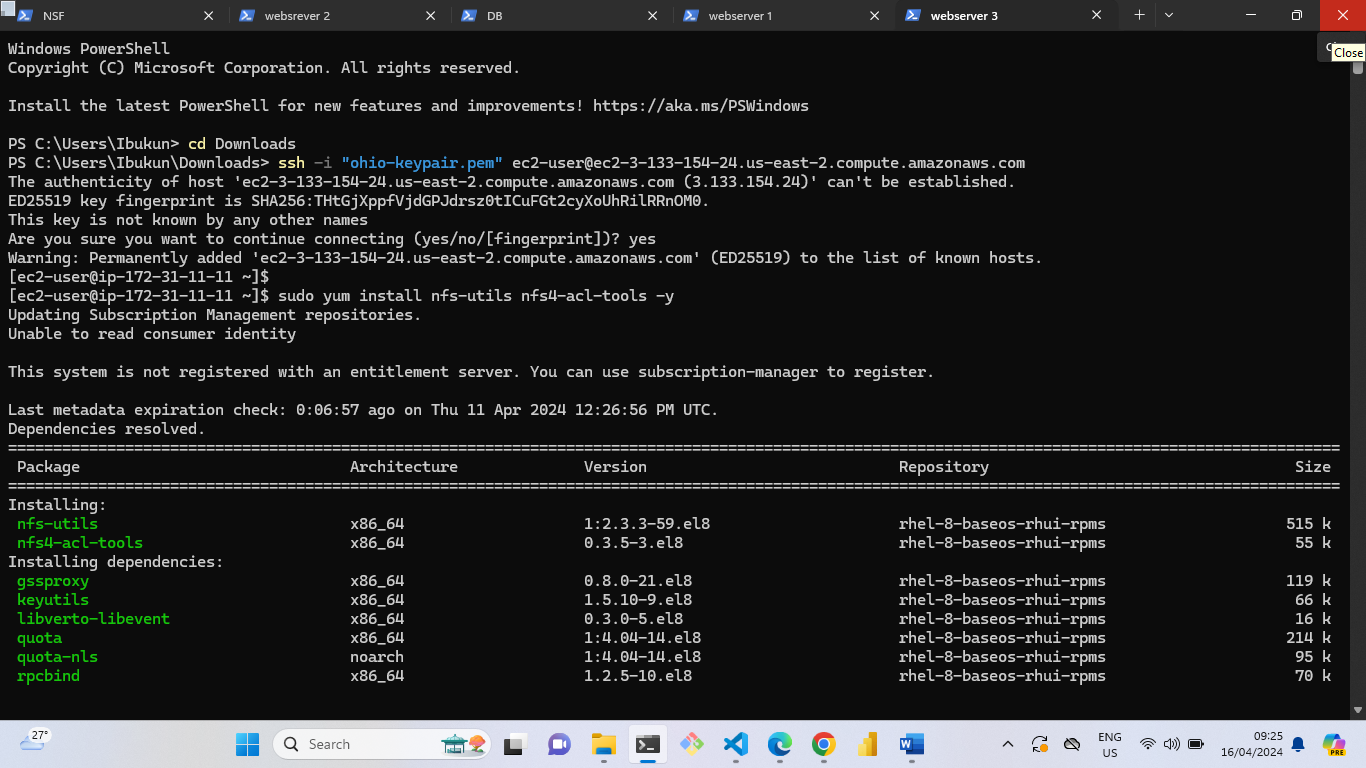 NSF
websrever 2
DB
webserver 1
webserver 3
Close
Windows PowerShell
Copyright (C) Microsoft Corporation. All rights reserved.
Install the latest PowerShell for new features and improvements! https://aka.ms/PSWindows
PS C:\Users\Ibukun> cd Downloads
PS C:\Users\Ibukun\Downloads> ssh -i "ohio-keypair.pem" ec2-user@ec2-3-133-154-24.us-east-2.compute.amazonaws.com
The authenticity of host 'ec2-3-133-154-24.us-east-2.compute.amazonaws.com (3.133.154.24)' can't be established.
ED25519 key fingerprint is SHA256:THtGjXppfVjdGPJdrsz0tICuFGt2cyXoUhRilRRnOM0.
This key is not known by any other names
Are you sure you want to continue connecting (yes/no/[fingerprint])? yes
Warning: Permanently added 'ec2-3-133-154-24.us-east-2.compute.amazonaws.com' (ED25519) to the list of known hosts.
[ec2-user@ip-172-31-11-11 ~]$
[ec2-user@ip-172-31-11-11 ~]$ sudo yum install nfs-utils nfs4-acl-tools -y
Updating Subscription Management repositories.
Unable to read consumer identity
This system is not registered with an entitlement server. You can use subscription-manager to register.
Last metadata expiration check: 0:06:57 ago on Thu 11 Apr 2024 12:26:56 PM UTC.
Dependencies resolved.
Package Architecture Version Repository Size
Installing:
nfs-utils x86_64 1:2.3.3-59.el8 rhel-8-baseos-rhui-rpms 515 k
nfs4-acl-tools x86_64 0.3.5-3.el8 rhel-8-baseos-rhui-rpms 55 k
Installing dependencies:
gssproxy x86_64 0.8.0-21.el8 rhel-8-baseos-rhui-rpms 119 k
keyutils x86_64 1.5.10-9.el8 rhel-8-baseos-rhui-rpms 66 k
libverto-libevent x86_64 0.3.0-5.el8 rhel-8-baseos-rhui-rpms 16 k
quota x86_64 1:4.04-14.el8 rhel-8-baseos-rhui-rpms 214 k
quota-nls noarch 1:4.04-14.el8 rhel-8-baseos-rhui-rpms 95 k
rpcbind x86_64 1.2.5-10.el8 rhel-8-baseos-rhui-rpms 70 k
27°
Search
ENG
US
09:25
16/04/2024
PRE